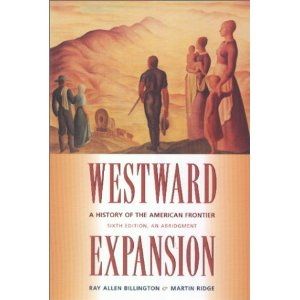 WESTWARD
A HISTORY OF THE AMERICAN FRONTIER
SIXTH EDITION, AN ABRIDGMENT
EXPANSION
RAY ALLEN BILLINGTON & MARTIN RIDGE